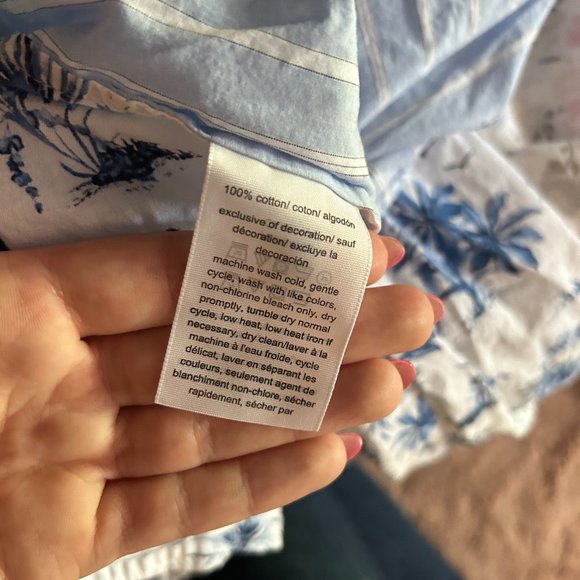 100% cotton/ coton/ algodón
exclusive of decoration/ sauf
décoration/ excluye la
decoración
machine wash cold, gentle
cycle, wash with like colors,
non-chlorine bleach only, dry
promptly, tumble dry normal
cycle, low heat, low heat iron if
necessary, dry clean/laver à la
machine à l'eau froide, cycle
délicat, laver en séparant les
couleurs, seulement agent de
blanchiment non-chlore, sécher
rapidement, sécher par